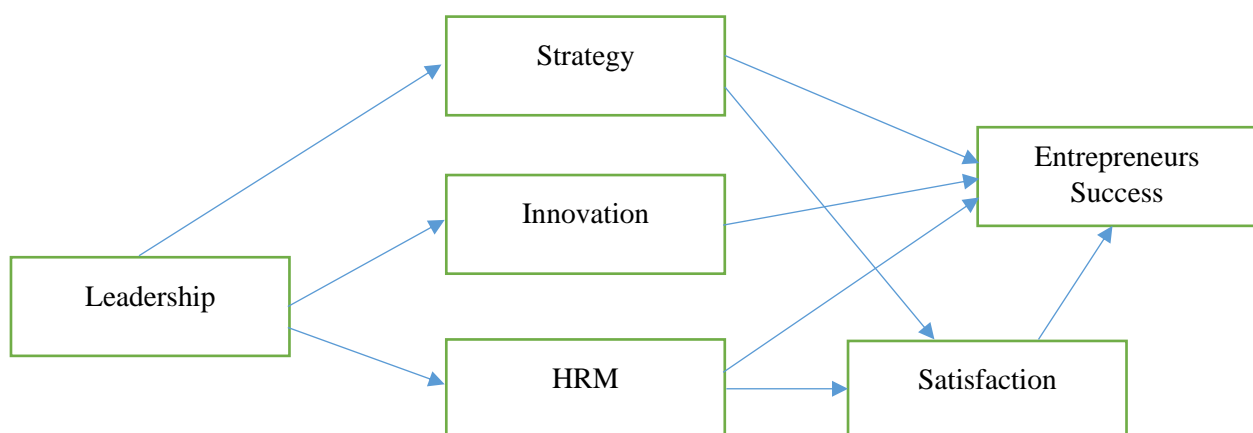 Strategy
Entrepreneurs
Success
Innovation
Leadership
HRM
Satisfaction